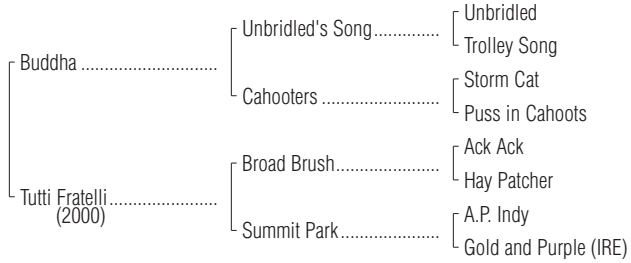 Unbridled
Unbridled's Song..............
Trolley Song
Buddha ............................
Storm Cat
Cahooters ........................
Puss in Cahoots
Ack Ack
Broad Brush.....................
Hay Patcher
Tutti Fratelli......................
(2000)
A.P. Indy
Summit Park....................
Gold and Purple (IRE)